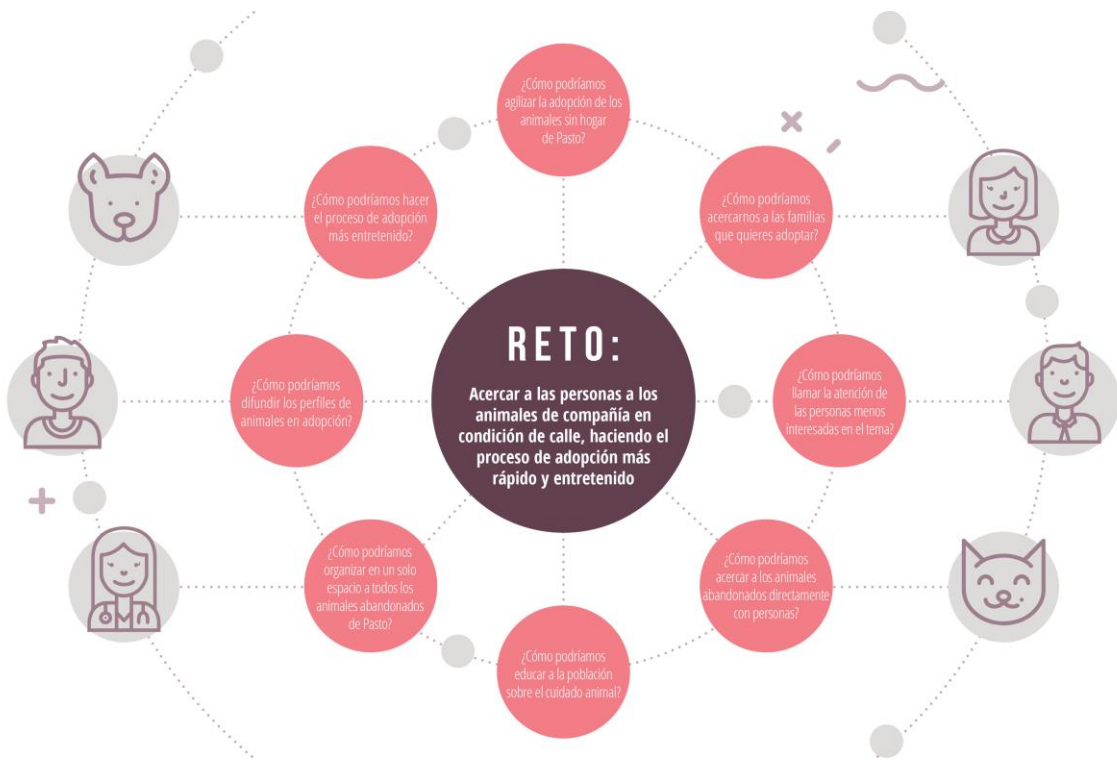 RETO:
Acercar a las personas a los
animales de compañía en
condición de calle, haciendo el
proceso de adopción más
rápido y entretenido
¿Cómo podríamos
agilizar la adopción de los
animales sin hogar
de Pasto?
¿Cómo podríamos
acercarnos a las familias
que quieres adoptar?
¿Cómo podríamos
llamar la atención de
las personas menos
interesadas en el tema?
¿Cómo podríamos
acercar a los animales
abandonados directamente
con personas?
¿Cómo podríamos
educar a la población
sobre el cuidado animal?
¿Cómo podríamos
organizar en un solo
espacio a todos los
animales abandonados
de Pasto?
¿Cómo podríamos
difundir los perfiles de
animales en adopción?
¿Cómo podríamos hacer
el proceso de adopción
más entretenido?